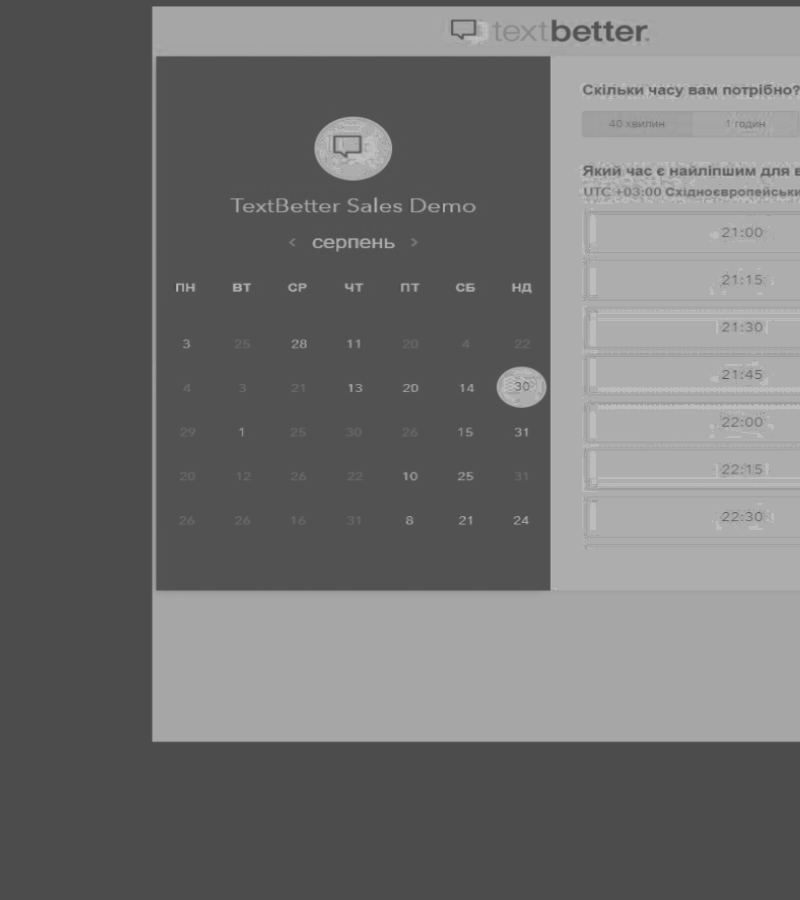 textbetter.
TextBetter Sales Demo
< серпень >
ПН ВТ СР ЧТ ПТ СБ НД
3 25 28 11 20 4 22
4 3 21 13 20 14 30
29 1 25 30 26 15 31
20 12 26 22 10 25 31
26 26 16 31 8 21 24
Скільки часу вам потрібно?
40 хвилин 1 годин
Який час є найліпшим для в
UTC +03:00 Східноєвропейськи
21:00
21:15
21:30
21:45
22:00
22:15
22:30